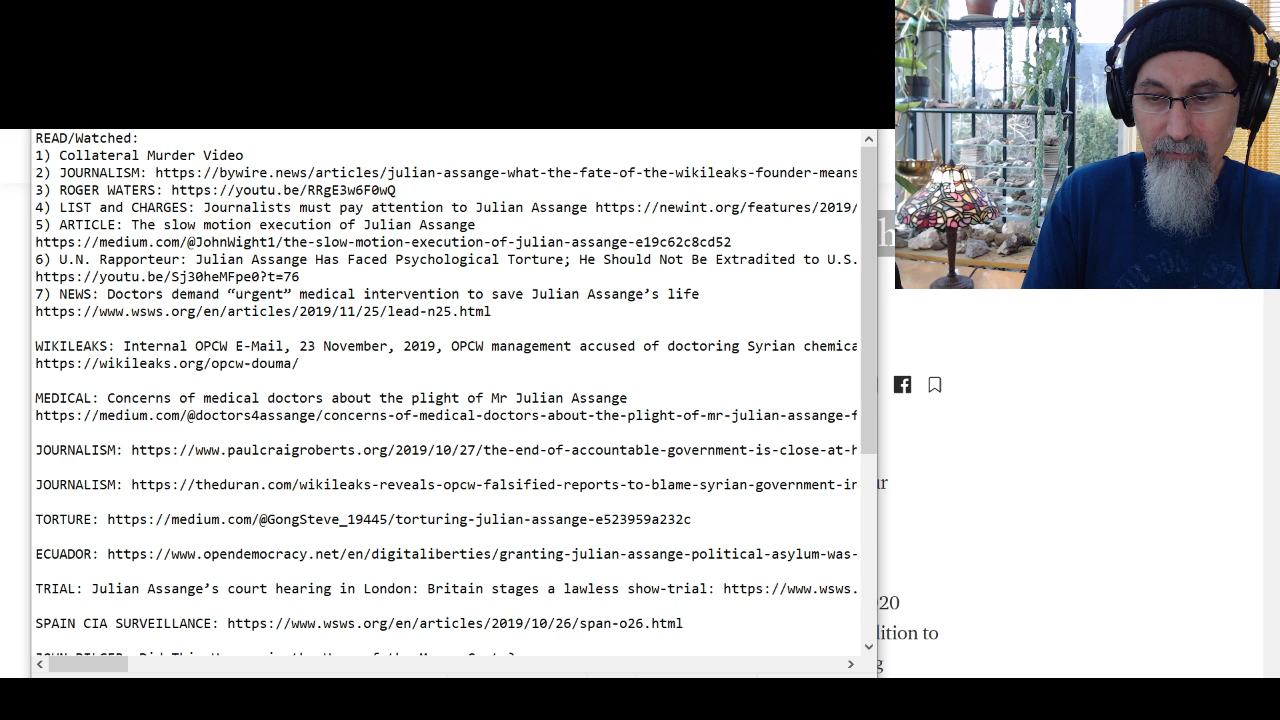 READ/Watched:
1) Collateral Murder Video
2) JOURNALISM: https://bywire.news/articles/julian-assange-what-the-fate-of-the-wikileaks-founder-means
3) ROGER WATERS: https://youtu.be/RRgE3w6F0wQ
4) LIST and CHARGES: Journalists must pay attention to Julian Assange https://newint.org/features/2019/
5) ARTICLE: The slow motion execution of Julian Assange
https://medium.com/@JohnWight1/the-slow-motion-execution-of-julian-assange-e19c62c8cd52
6) U.N. Rapporteur: Julian Assange Has Faced Psychological Torture; He Should Not Be Extradited to U.S.
https://youtu.be/Sj30heMFpe0?t=76
7) NEWS: Doctors demand “urgent” medical intervention to save Julian Assange’s life
https://www.wsws.org/en/articles/2019/11/25/lead-n25.html
WIKILEAKS: Internal OPCW E-Mail, 23 November, 2019, OPCW management accused of doctoring Syrian chemica
https://wikileaks.org/opcw-douma/
MEDICAL: Concerns of medical doctors about the plight of Mr Julian Assange
https://medium.com/@doctors4assange/concerns-of-medical-doctors-about-the-plight-of-mr-julian-assange-f
JOURNALISM: https://www.paulcraigroberts.org/2019/10/27/the-end-of-accountable-government-is-close-at-h
JOURNALISM: https://theduran.com/wikileaks-reveals-opcw-falsified-reports-to-blame-syrian-government-in
TORTURE: https://medium.com/@GongSteve_19445/torturing-julian-assange-e523959a232c
ECUADOR: https://www.opendemocracy.net/en/digitaliberties/granting-julian-assange-political-asylum-was-
TRIAL: Julian Assange’s court hearing in London: Britain stages a lawless show-trial: https://www.wsws.
20
SPAIN CIA SURVEILLANCE: https://www.wsws.org/en/articles/2019/10/26/span-o26.html
dition to